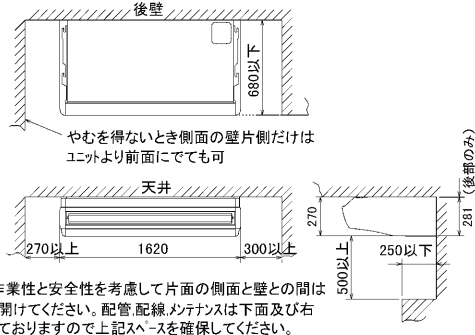 後壁
680以下
やむを得ないとき側面の壁片側だけは
ユニットより前面にでても可
天井
270以上
1620
300以上
270
281
(後部のみ)
500以上
250以下
作業性と安全性を考慮して片面の側面と壁との間は
開けてください。配管,配線,メンテナンスは下面及び右
ておりますので上記スペースを確保してください。